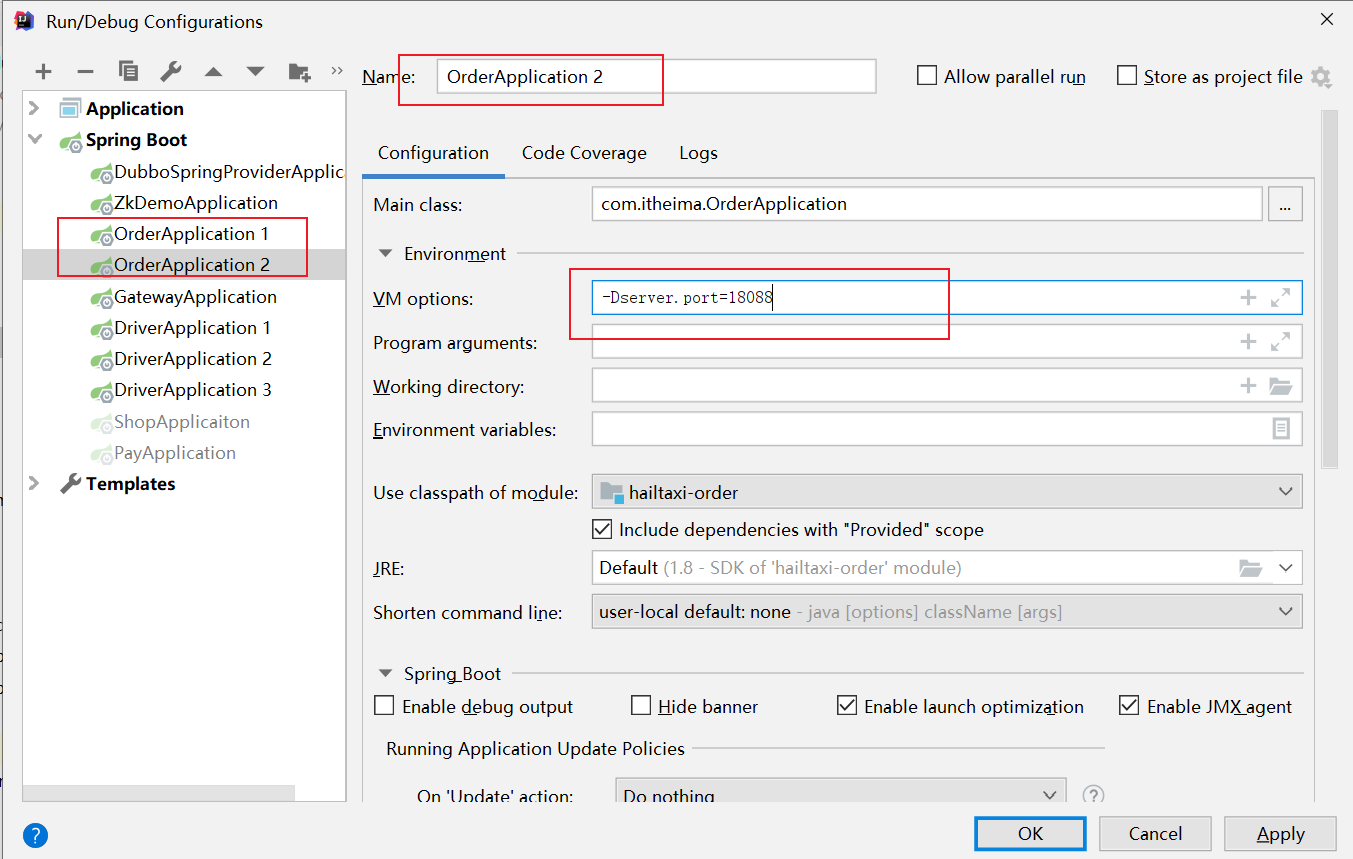 Run/Debug Configurations
Name: OrderApplication 2
Allow parallel run
Store as project file
Application
Spring Boot
DubboSpringProviderApplica
ZkDemoApplication
OrderApplication 1
OrderApplication 2
GatewayApplication
DriverApplication 1
DriverApplication 2
DriverApplication 3
ShopApplicaiton
PayApplication
Templates
Configuration
Code Coverage
Logs
Main class: com.itheima.OrderApplication ...
Environment
VM options: -Dserver.port=18088
Program arguments:
Working directory:
Environment variables:
Use classpath of module: hailtaxi-order
Include dependencies with "Provided" scope
JRE: Default (1.8 - SDK of 'hailtaxi-order' module)
Shorten command line: user-local default: none - java [options] className [args]
Spring Boot
Enable debug output
Hide banner
Enable launch optimization
Enable JMX agent
Running Application Update Policies
On 'Update' action: Do nothing ?
?
OK
Cancel
Apply